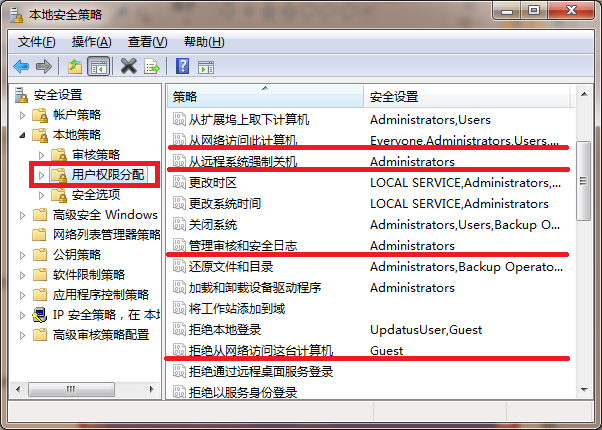 本地安全策略
文件(F) 操作(A) 查看(V) 帮助(H)
安全设置
帐户策略
本地策略
审核策略
用户权限分配
安全选项
高级安全 Windows
网络列表管理器策略
公钥策略
软件限制策略
应用程序控制策略
IP 安全策略，在 本地
高级审核策略配置
策略 安全设置
从扩展坞上取下计算机 Administrators,Users
从网络访问此计算机 Everyone,Administrators,Users,...
从远程系统强制关机 Administrators
更改时区 LOCAL SERVICE,Administrators,...
更改系统时间 LOCAL SERVICE,Administrators
关闭系统 Administrators,Users,Backup O...
管理审核和安全日志 Administrators
还原文件和目录 Administrators,Backup Operato...
加载和卸载设备驱动程序 Administrators
将工作站添加到域
拒绝本地登录 UpdatusUser,Guest
拒绝从网络访问这台计算机 Guest
拒绝通过远程桌面服务登录
拒绝以服务身份登录